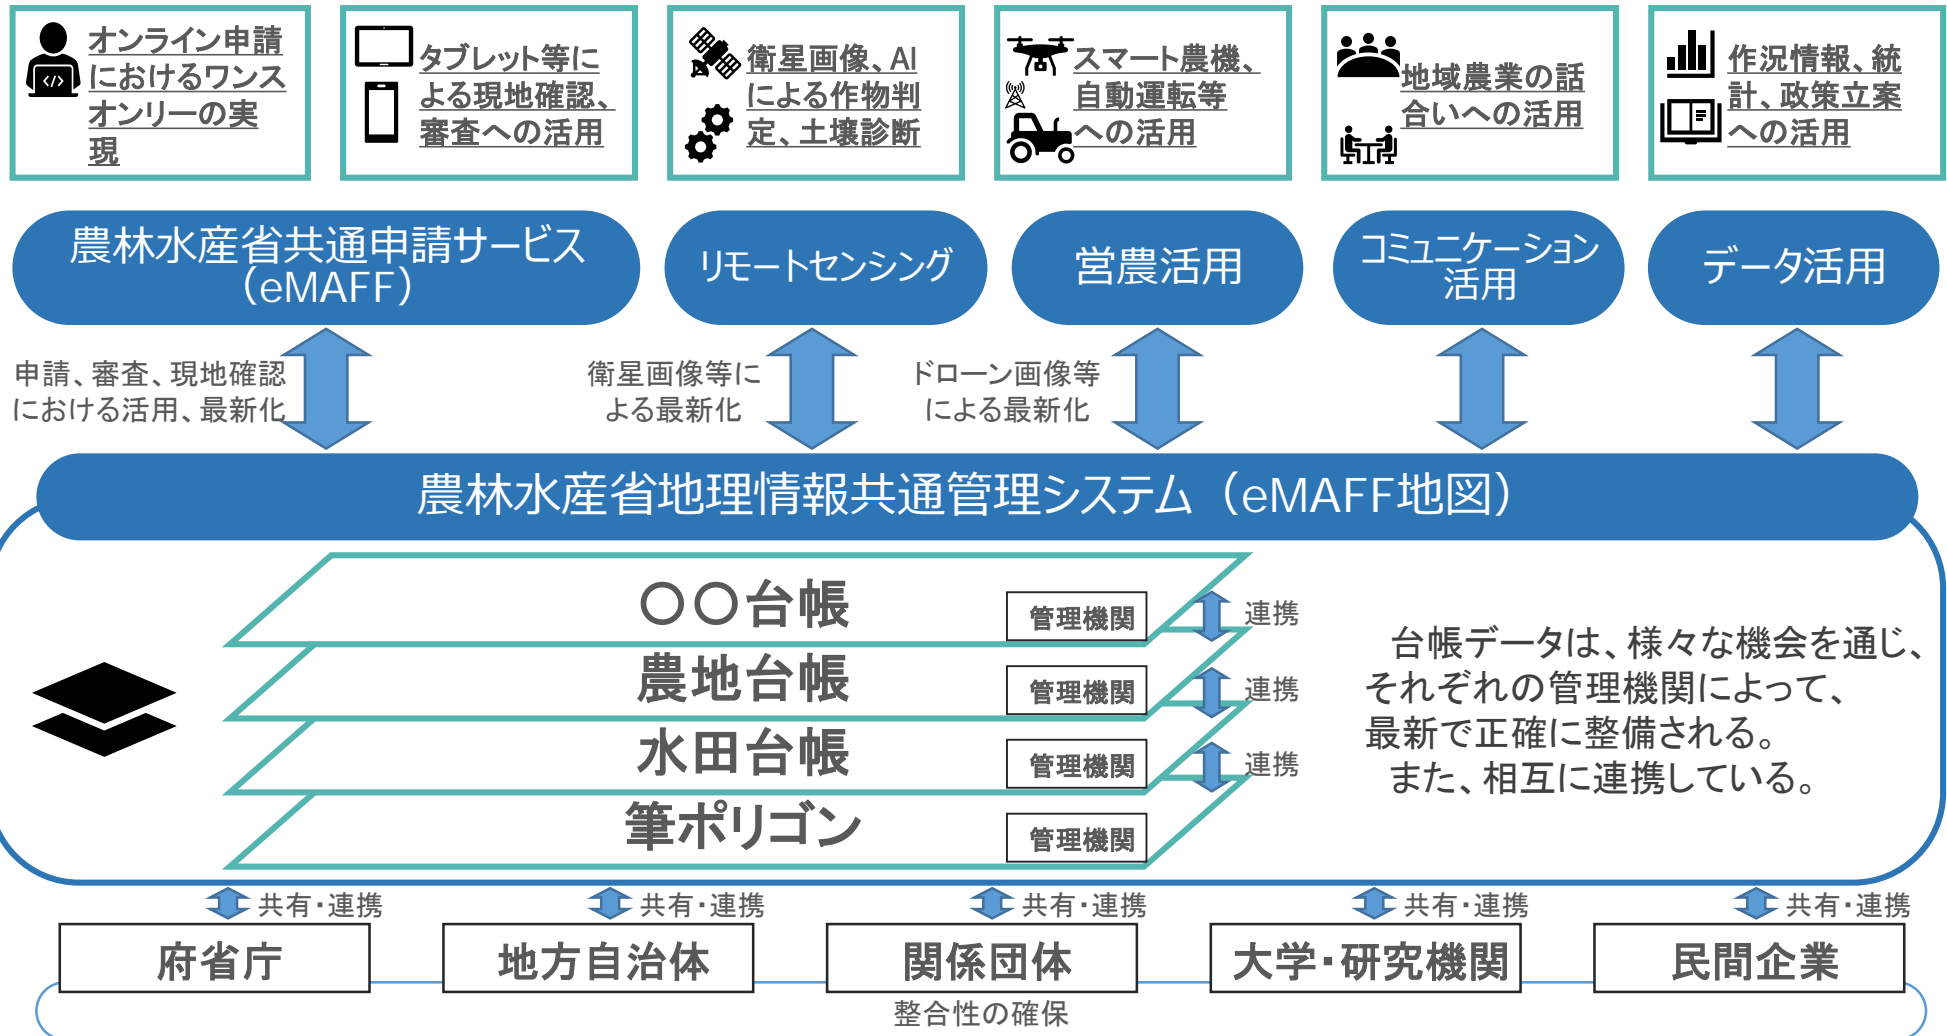 オンライン申請
におけるワンス
オンリーの実
現
タブレット等に
よる現地確認、
審査への活用
衛星画像、AI
による作物判
定、土壌診断
スマート農機、
自動運転等
への活用
地域農業の話
合いへの活用
作況情報、統
計、政策立案
への活用
農林水産省共通申請サービス
（eMAFF）
リモートセンシング
営農活用
コミュニケーション
活用
データ活用
申請、審査、現地確認
における活用、最新化
衛星画像等に
よる最新化
ドローン画像等
による最新化
農林水産省地理情報共通管理システム（eMAFF地図）
〇〇台帳
管理機関
連携
農地台帳
管理機関
連携
水田台帳
管理機関
連携
筆ポリゴン
管理機関
台帳データは、様々な機会を通じ、
それぞれの管理機関によって、
最新で正確に整備される。
また、相互に連携している。
共有・連携
共有・連携
共有・連携
共有・連携
共有・連携
府省庁
地方自治体
関係団体
大学・研究機関
民間企業
整合性の確保